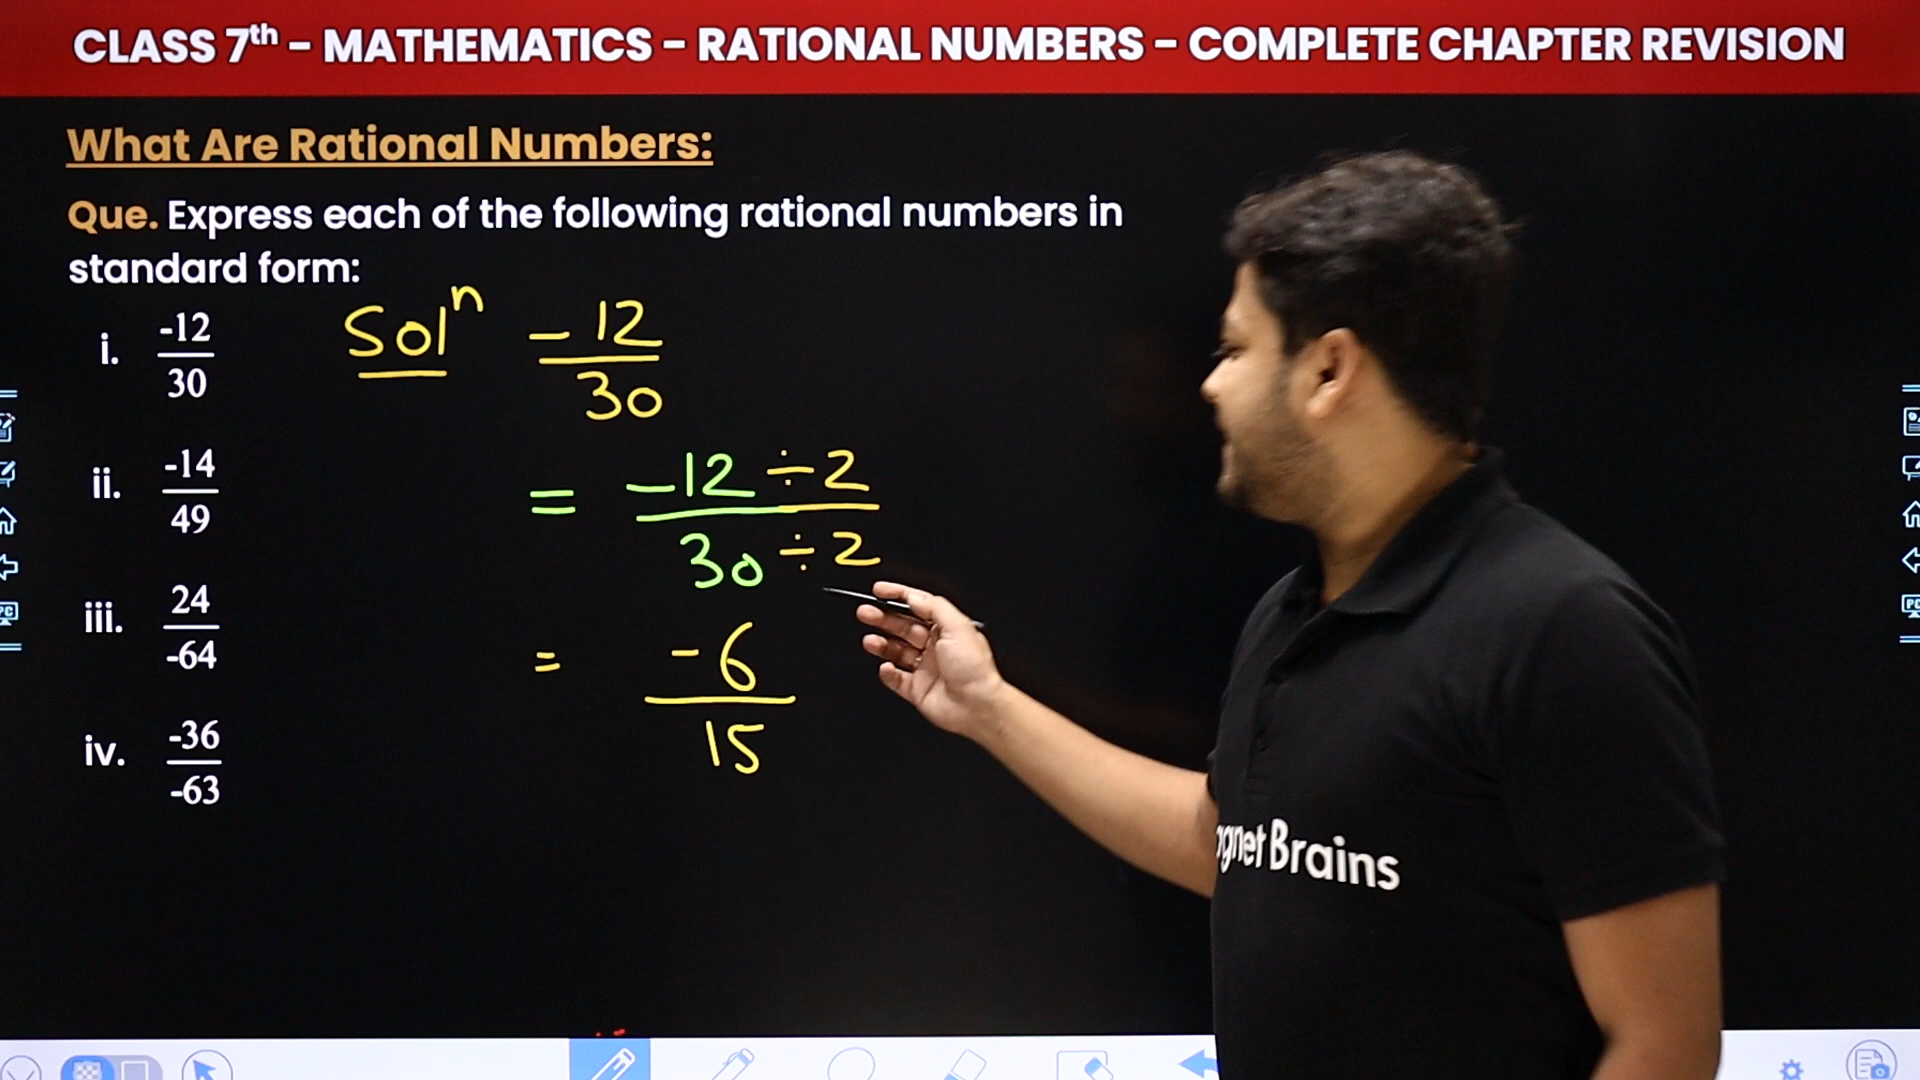 CLASS 7th – MATHEMATICS – RATIONAL NUMBERS – COMPLETE CHAPTER REVISION
What Are Rational Numbers:
Que. Express each of the following rational numbers in
standard form:
i. -12/30
ii. -14/49
iii. 24/-64
iv. -36/-63
Solⁿ -12/30
= -12 ÷ 2 / 30 ÷ 2
= -6/15
gnet Brains